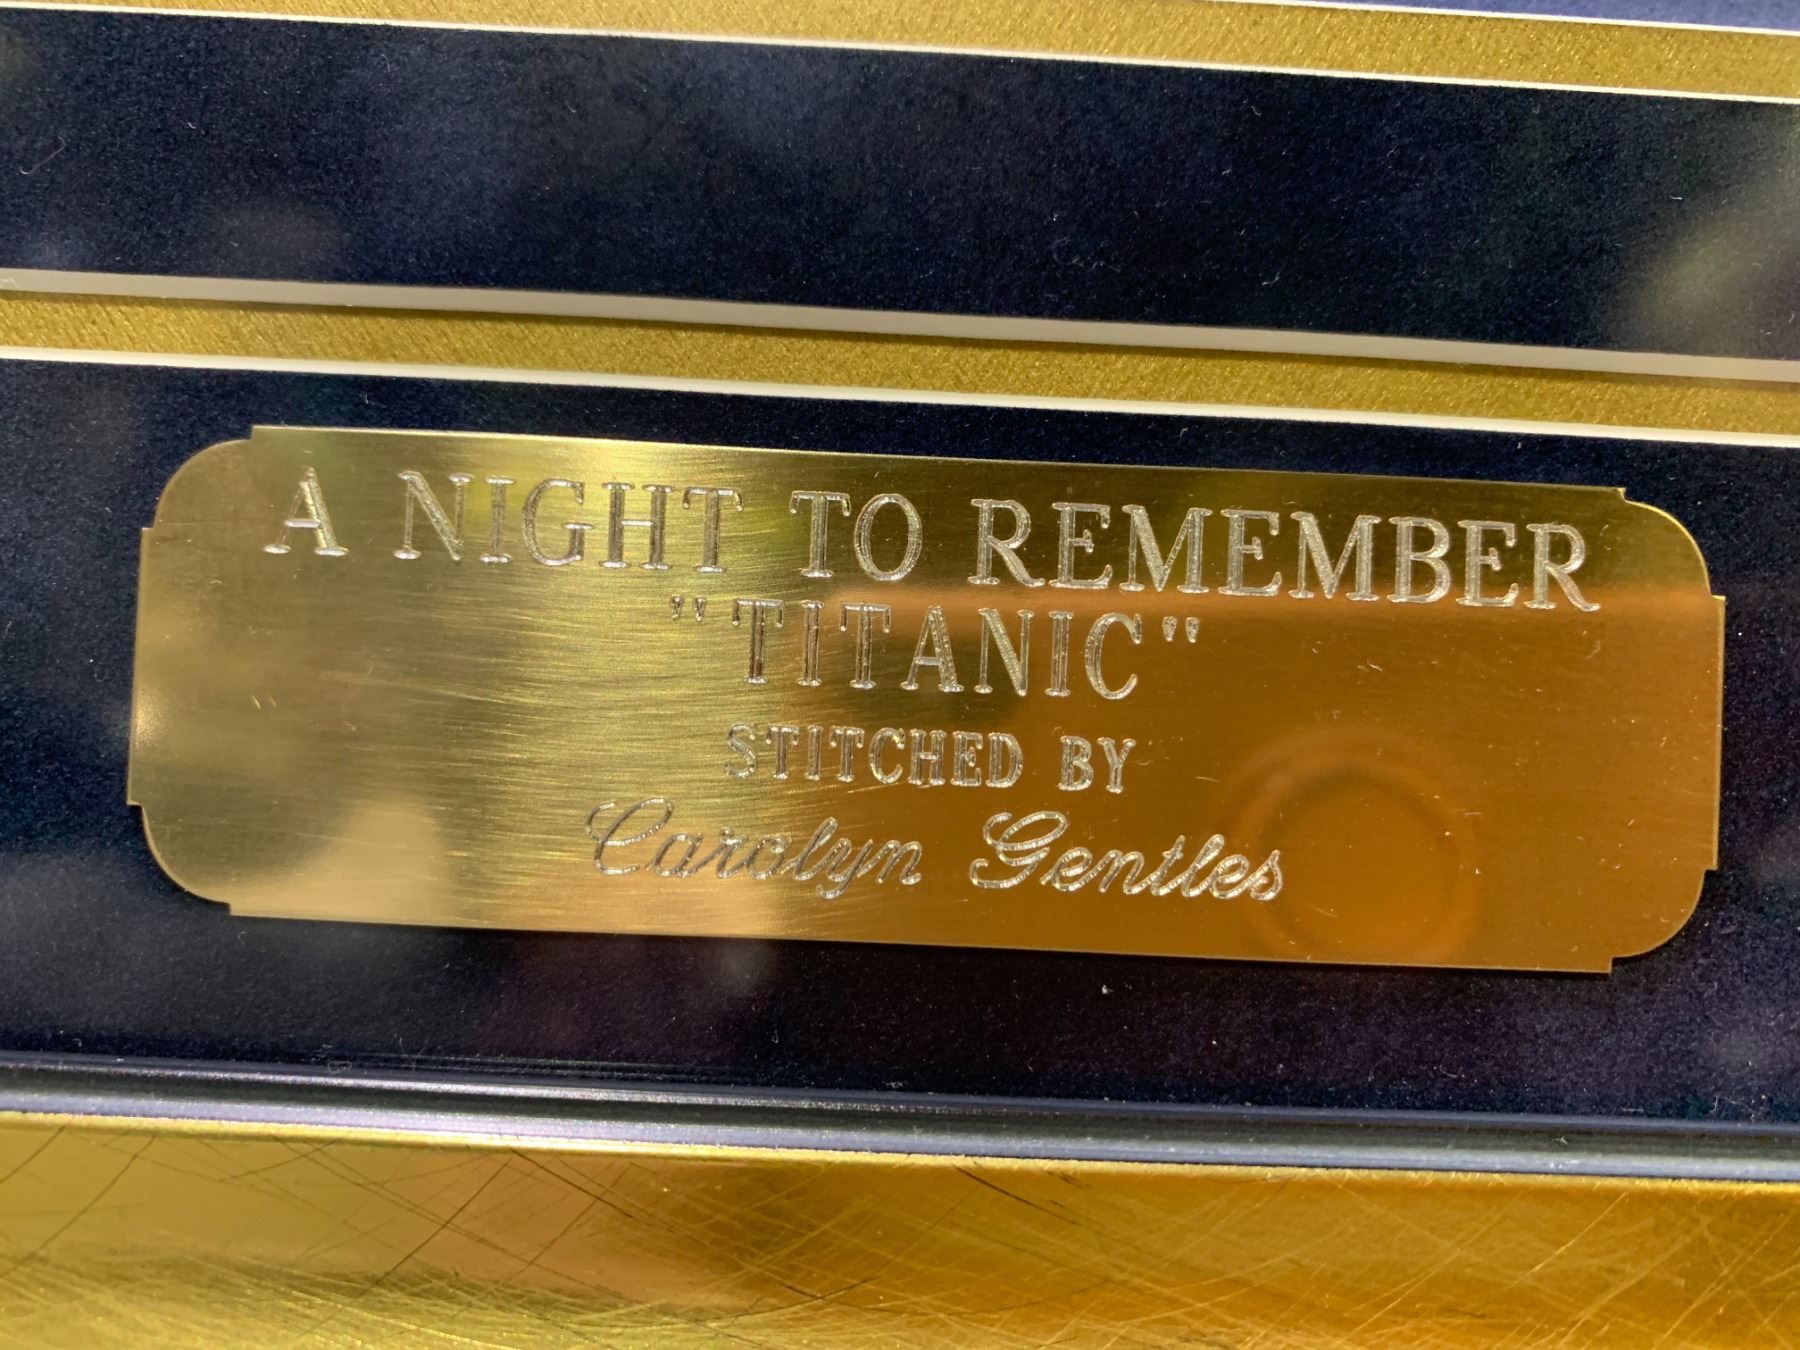 A NIGHT TO REMEMBER
"TITANIC"
STITCHED BY
Carolyn Gentles